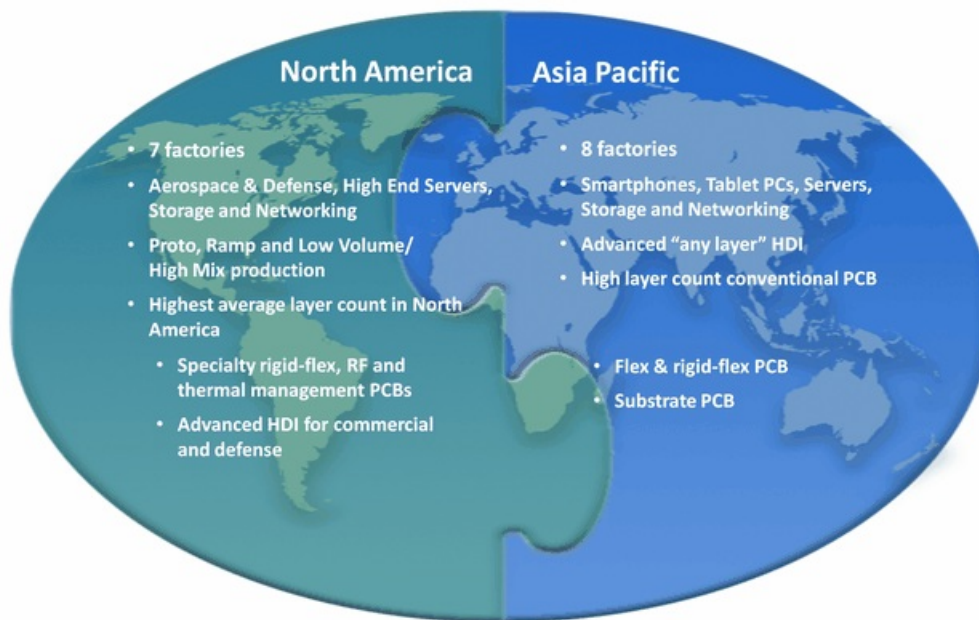 North America
• 7 factories
• Aerospace & Defense, High End Servers,
Storage and Networking
• Proto, Ramp and Low Volume/
High Mix production
• Highest average layer count in North
America
• Specialty rigid-flex, RF and
thermal management PCBs
• Advanced HDI for commercial
and defense
Asia Pacific
• 8 factories
• Smartphones, Tablet PCs, Servers,
Storage and Networking
• Advanced “any layer” HDI
• High layer count conventional PCB
• Flex & rigid-flex PCB
• Substrate PCB